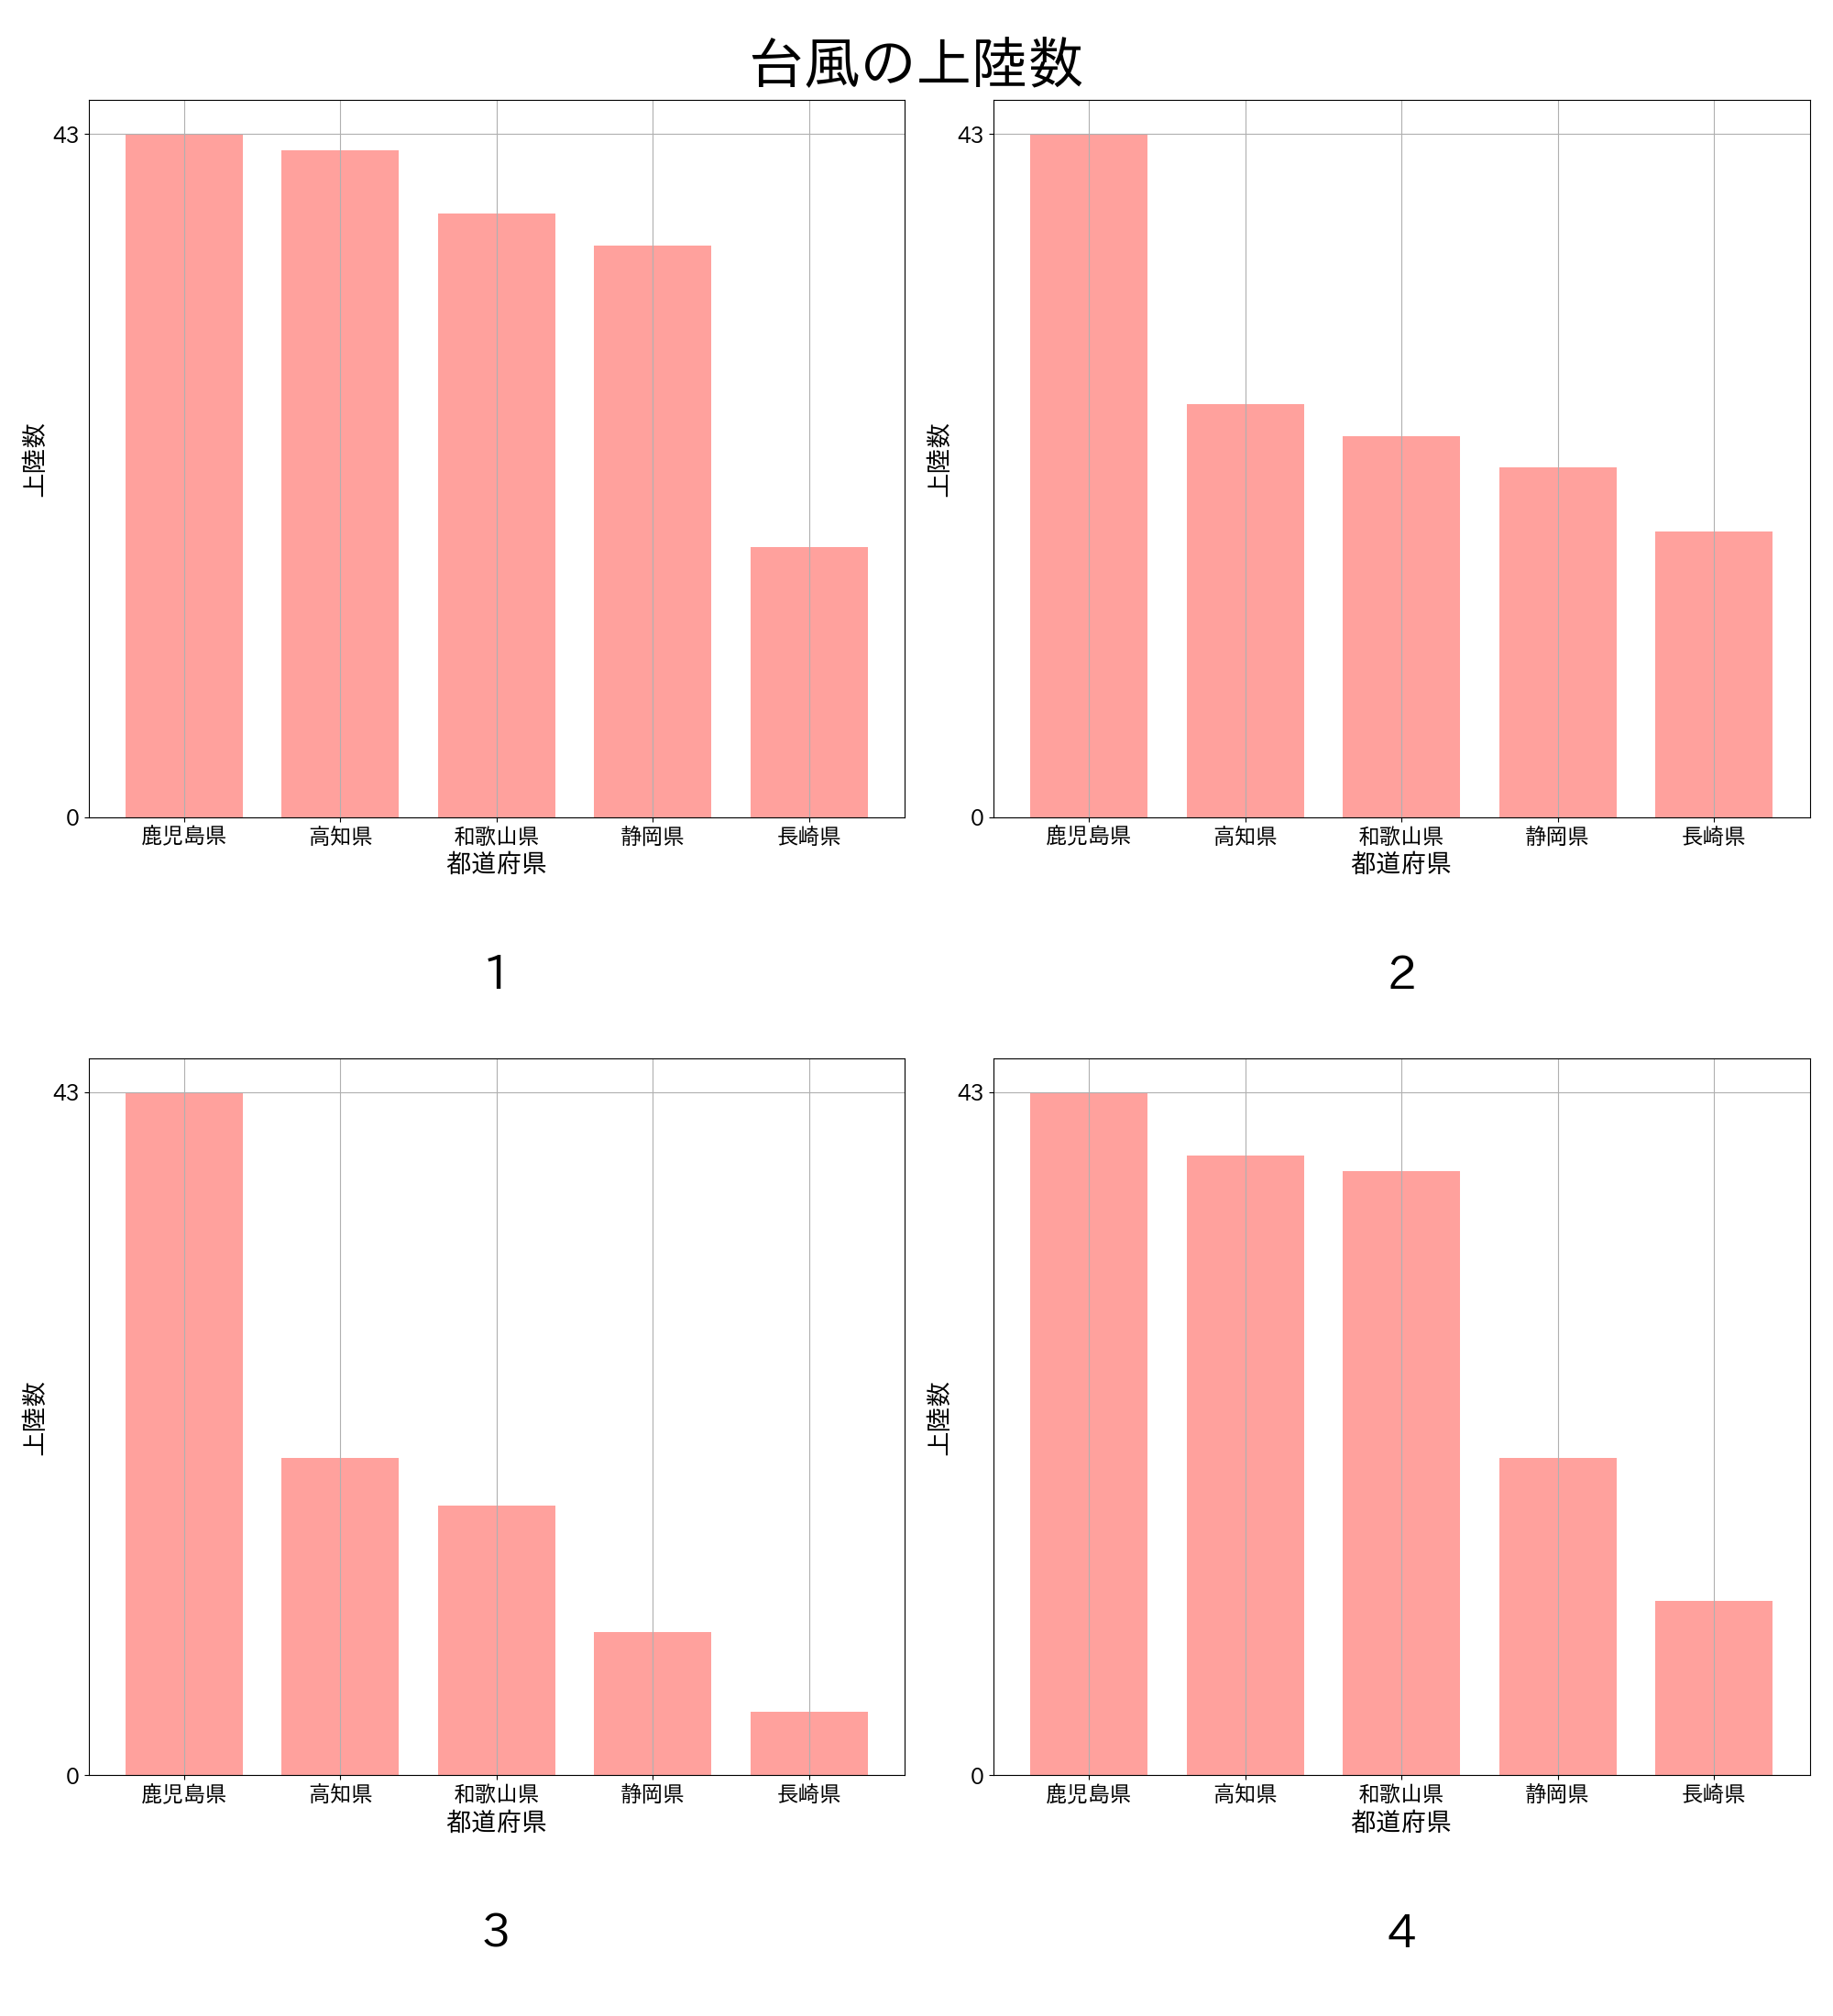 台風の上陸数
43
0
上陸数
鹿児島県 高知県 和歌山県 静岡県 長崎県
都道府県
1
43
0
上陸数
鹿児島県 高知県 和歌山県 静岡県 長崎県
都道府県
2
43
0
上陸数
鹿児島県 高知県 和歌山県 静岡県 長崎県
都道府県
3
43
0
上陸数
鹿児島県 高知県 和歌山県 静岡県 長崎県
都道府県
4